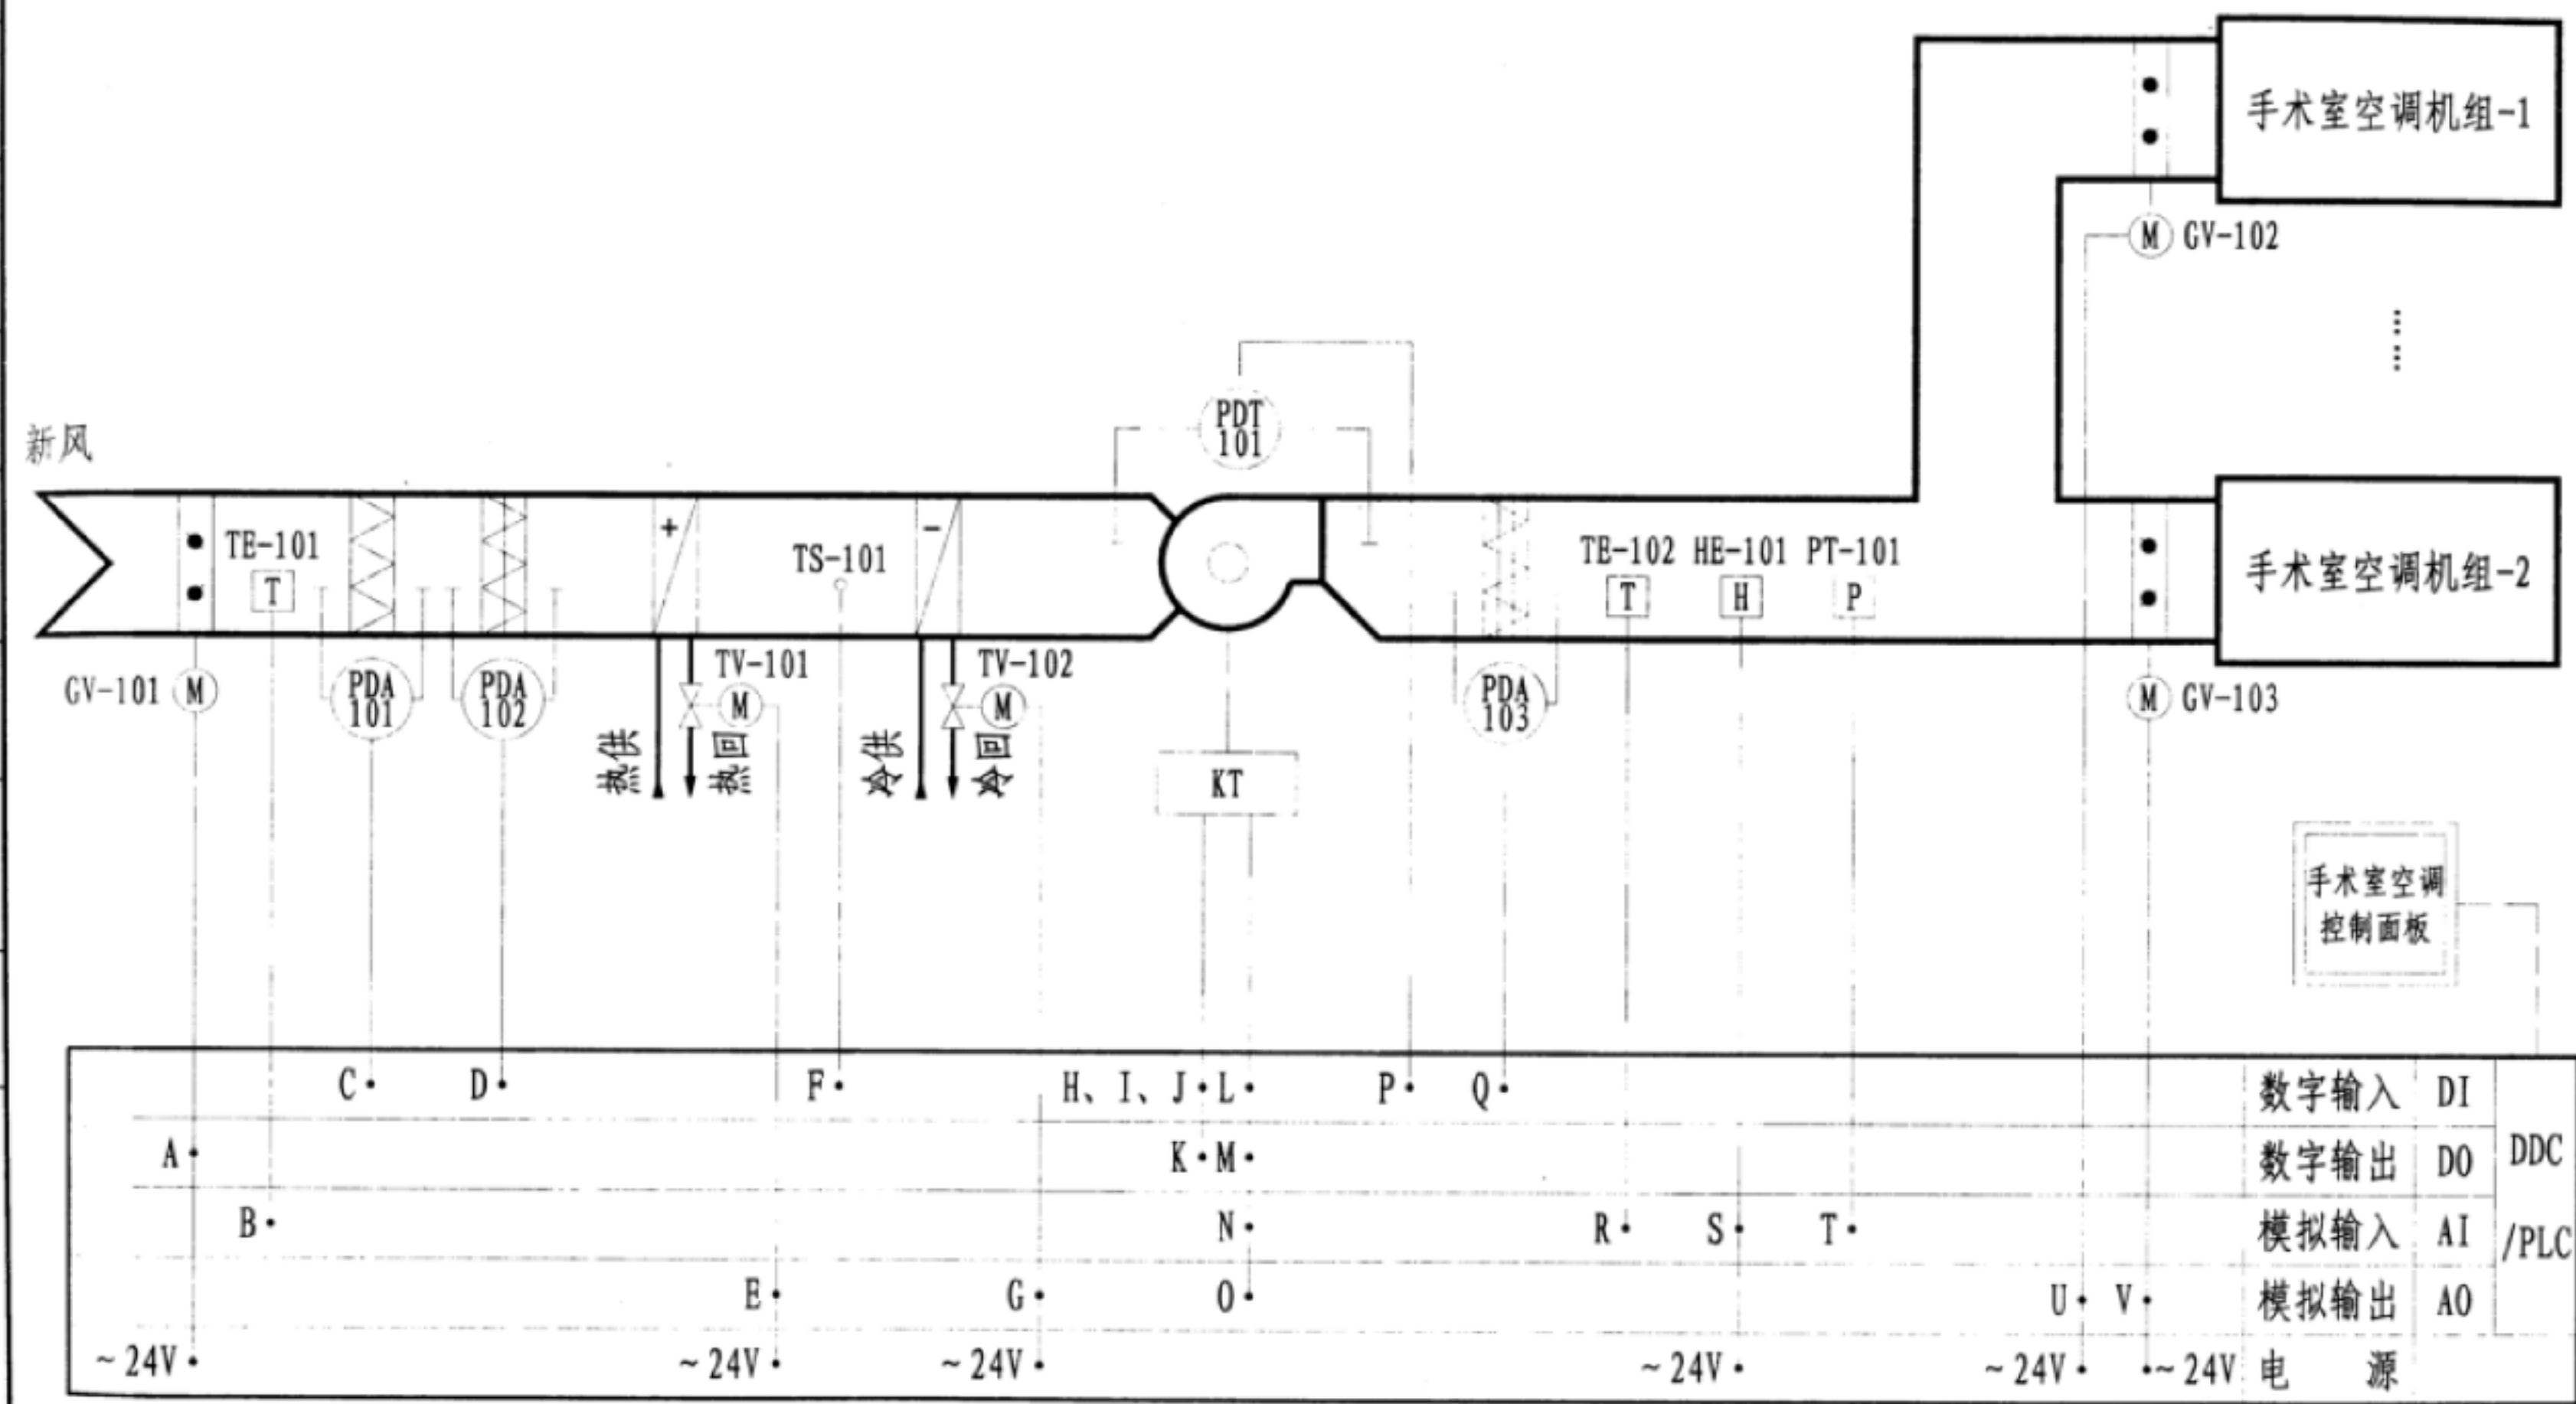 手术室空调机组-1
M GV-102
……
PDT
101
新风
手术室空调机组-2
TE-101
T
+
TS-101
-
TE-102 HE-101 PT-101
T H P
GV-101 M
PDA
101
PDA
102
TV-101
M
TV-102
M
PDA
103
M GV-103
热供
热回
冷供
冷回
KT
手术室空调
控制面板
C D F H、I、J L P Q 数字输入 DI
A K M 数字输出 DO DDC
B N R S T 模拟输入 AI /PLC
E G O U V 模拟输出 AO
~24V ~24V ~24V ~24V ~24V ~24V 电 源